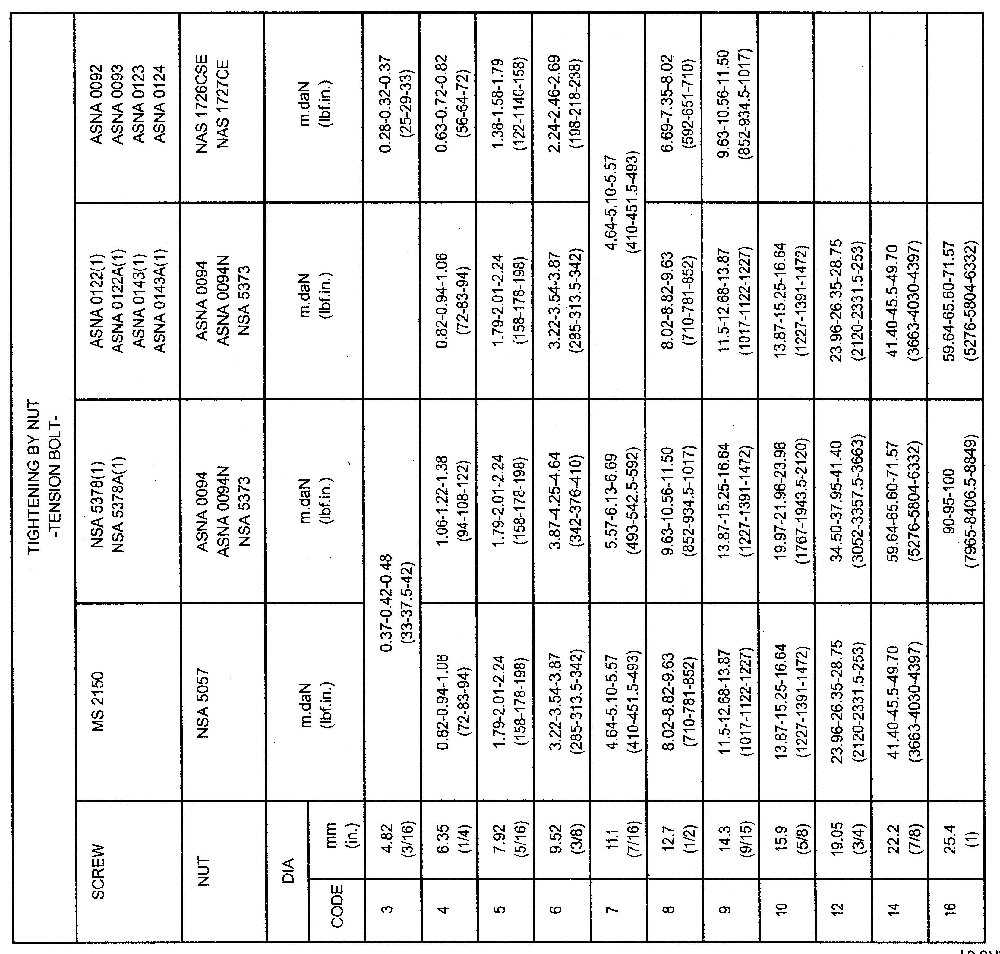 TIGHTENING BY NUT
-TENSION BOLT-
SCREW
MS 2150
NSA 5378(1)
NSA 5378A(1)
ASNA 0122(1)
ASNA 0122A(1)
ASNA 0143(1)
ASNA 0143A(1)
ASNA 0092
ASNA 0093
ASNA 0123
ASNA 0124
NUT
NSA 5057
ASNA 0094
ASNA 0094N
NSA 5373
ASNA 0094
ASNA 0094N
NSA 5373
NAS 1726CSE
NAS 1727CE
DIA
CODE
mm
(in.)
m.daN
(lbf.in.)
m.daN
(lbf.in.)
m.daN
(lbf.in.)
m.daN
(lbf.in.)
3
4.82
(3/16)
0.37-0.42-0.48
(33-37.5-42)
0.28-0.32-0.37
(25-29-33)
4
6.35
(1/4)
0.82-0.94-1.06
(72-83-94)
1.06-1.22-1.38
(94-108-122)
0.82-0.94-1.06
(72-83-94)
0.63-0.72-0.82
(56-64-72)
5
7.92
(5/16)
1.79-2.01-2.24
(158-178-198)
1.79-2.01-2.24
(158-178-198)
1.79-2.01-2.24
(158-178-198)
1.38-1.58-1.79
(122-1140-158)
6
9.52
(3/8)
3.22-3.54-3.87
(285-313.5-342)
3.87-4.25-4.64
(342-376-410)
3.22-3.54-3.87
(285-313.5-342)
2.24-2.46-2.69
(198-218-238)
7
11.1
(7/16)
4.64-5.10-5.57
(410-451.5-493)
5.57-6.13-6.69
(493-542.5-592)
4.64-5.10-5.57
(410-451.5-493)
8
12.7
(1/2)
8.02-8.82-9.63
(710-781-852)
9.63-10.56-11.50
(852-934.5-1017)
8.02-8.82-9.63
(710-781-852)
6.69-7.35-8.02
(592-651-710)
9
14.3
(9/15)
11.5-12.68-13.87
(1017-1122-1227)
13.87-15.25-16.64
(1227-1391-1472)
11.5-12.68-13.87
(1017-1122-1227)
9.63-10.56-11.50
(852-934.5-1017)
10
15.9
(5/8)
13.87-15.25-16.64
(1227-1391-1472)
19.97-21.96-23.96
(1767-1943.5-2120)
13.87-15.25-16.64
(1227-1391-1472)
12
19.05
(3/4)
23.96-26.35-28.75
(2120-2331.5-253)
34.50-37.95-41.40
(3052-3357.5-3663)
23.96-26.35-28.75
(2120-2331.5-253)
14
22.2
(7/8)
41.40-45.5-49.70
(3663-4030-4397)
59.64-65.60-71.57
(5276-5804-6332)
41.40-45.5-49.70
(3663-4030-4397)
16
25.4
(1)
90-95-100
(7965-8406.5-8849)
59.64-65.60-71.57
(5276-5804-6332)